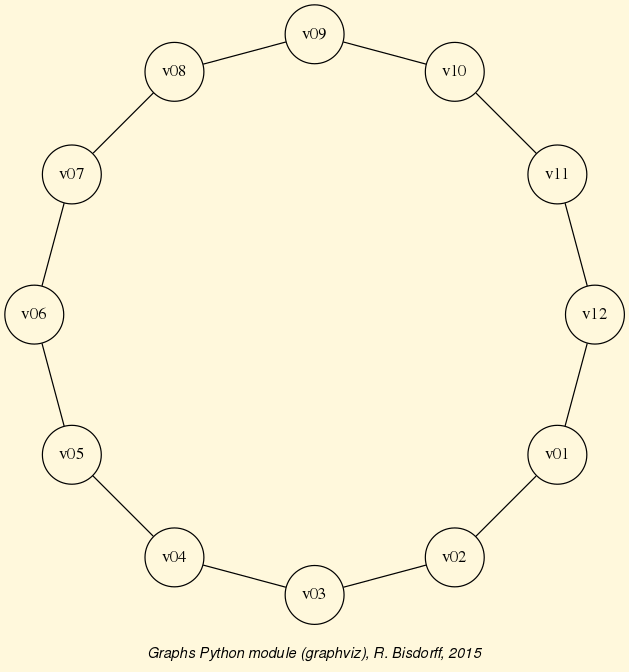 v09
v08
v10
v07
v11
v06
v12
v05
v01
v04
v02
v03
Graphs Python module (graphviz), R. Bisdorff, 2015